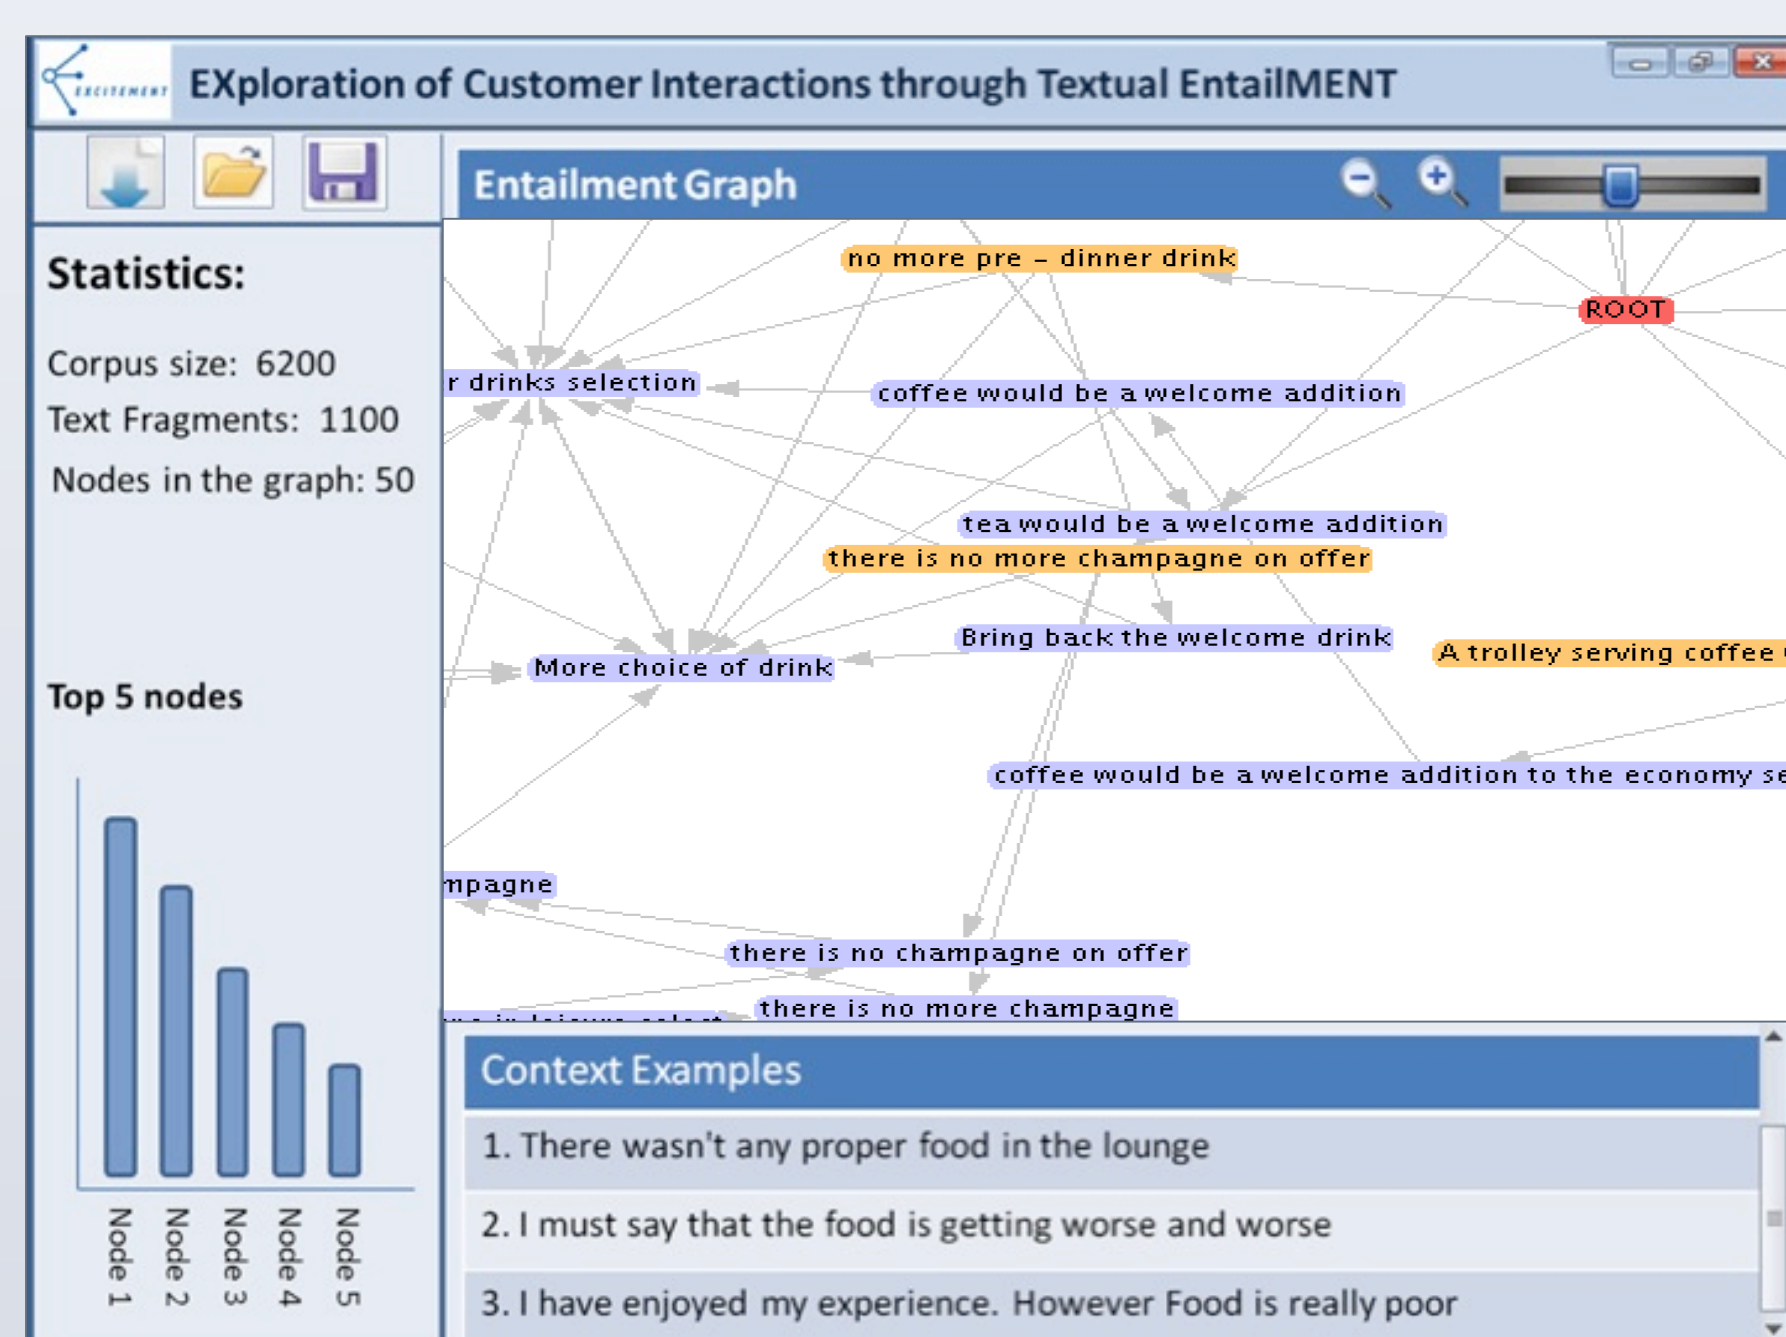 EXCITEMENT
EXploration of Customer Interactions through Textual EntailMENT
Statistics:
Corpus size: 6200
Text Fragments: 1100
Nodes in the graph: 50
Top 5 nodes
Node 1
Node 2
Node 3
Node 4
Node 5
Entailment Graph
no more pre – dinner drink
ROOT
r drinks selection
coffee would be a welcome addition
tea would be a welcome addition
there is no more champagne on offer
Bring back the welcome drink
A trolley serving coffee
More choice of drink
coffee would be a welcome addition to the economy se
mpagne
there is no champagne on offer
there is no more champagne
Context Examples
1. There wasn't any proper food in the lounge
2. I must say that the food is getting worse and worse
3. I have enjoyed my experience. However Food is really poor